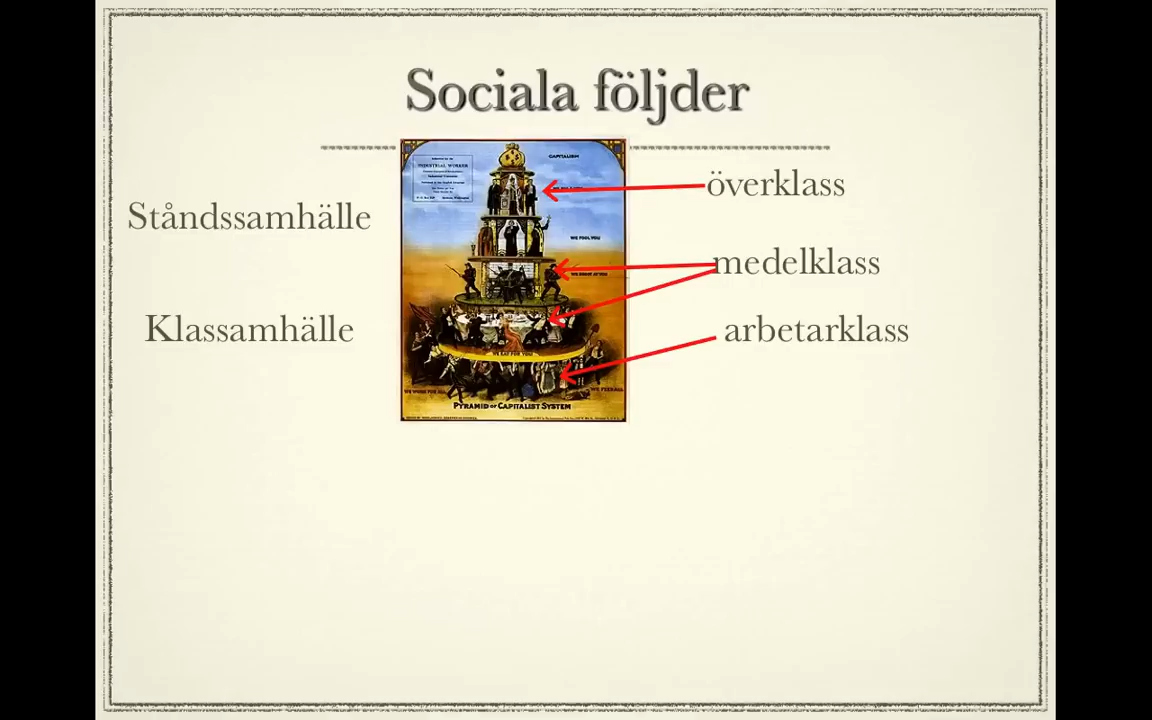 Sociala följder
Ståndssamhälle
Klassamhälle
överklass
medelklass
arbetarklass
CAPITALISM
INDUSTRIAL WORKER
WE FOOL YOU
WE SHOOT AT YOU
WE EAT FOR YOU
WE WORK FOR ALL
WE FEED ALL
PYRAMID OF CAPITALIST SYSTEM